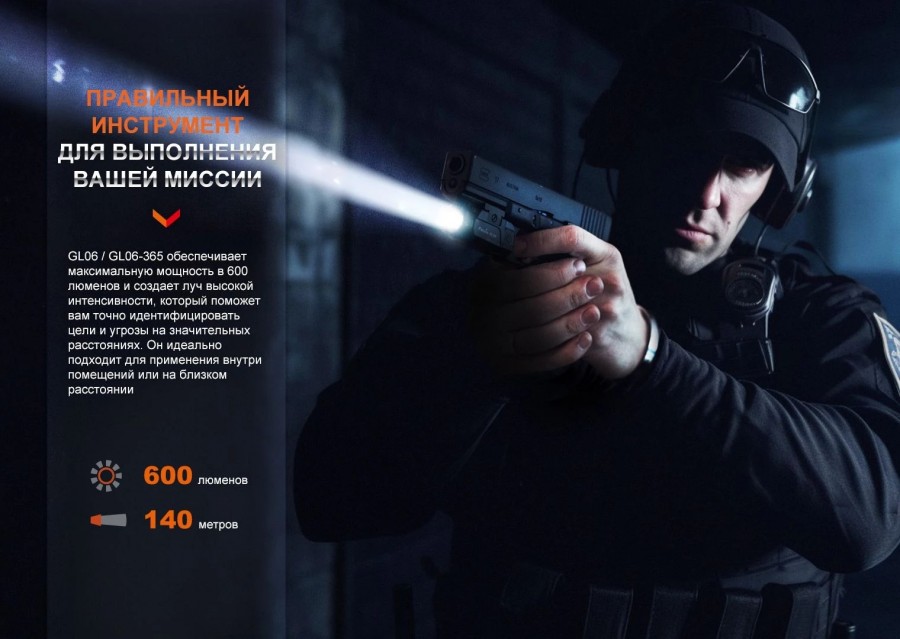 ПРАВИЛЬНЫЙ
ИНСТРУМЕНТ
ДЛЯ ВЫПОЛНЕНИЯ
ВАШЕЙ МИССИИ
GL06 / GL06-365 обеспечивает
максимальную мощность в 600
люменов и создает луч высокой
интенсивности, который поможет
вам точно идентифицировать
цели и угрозы на значительных
расстояниях. Он идеально
подходит для применения внутри
помещений или на близком
расстоянии
600 люменов
140 метров